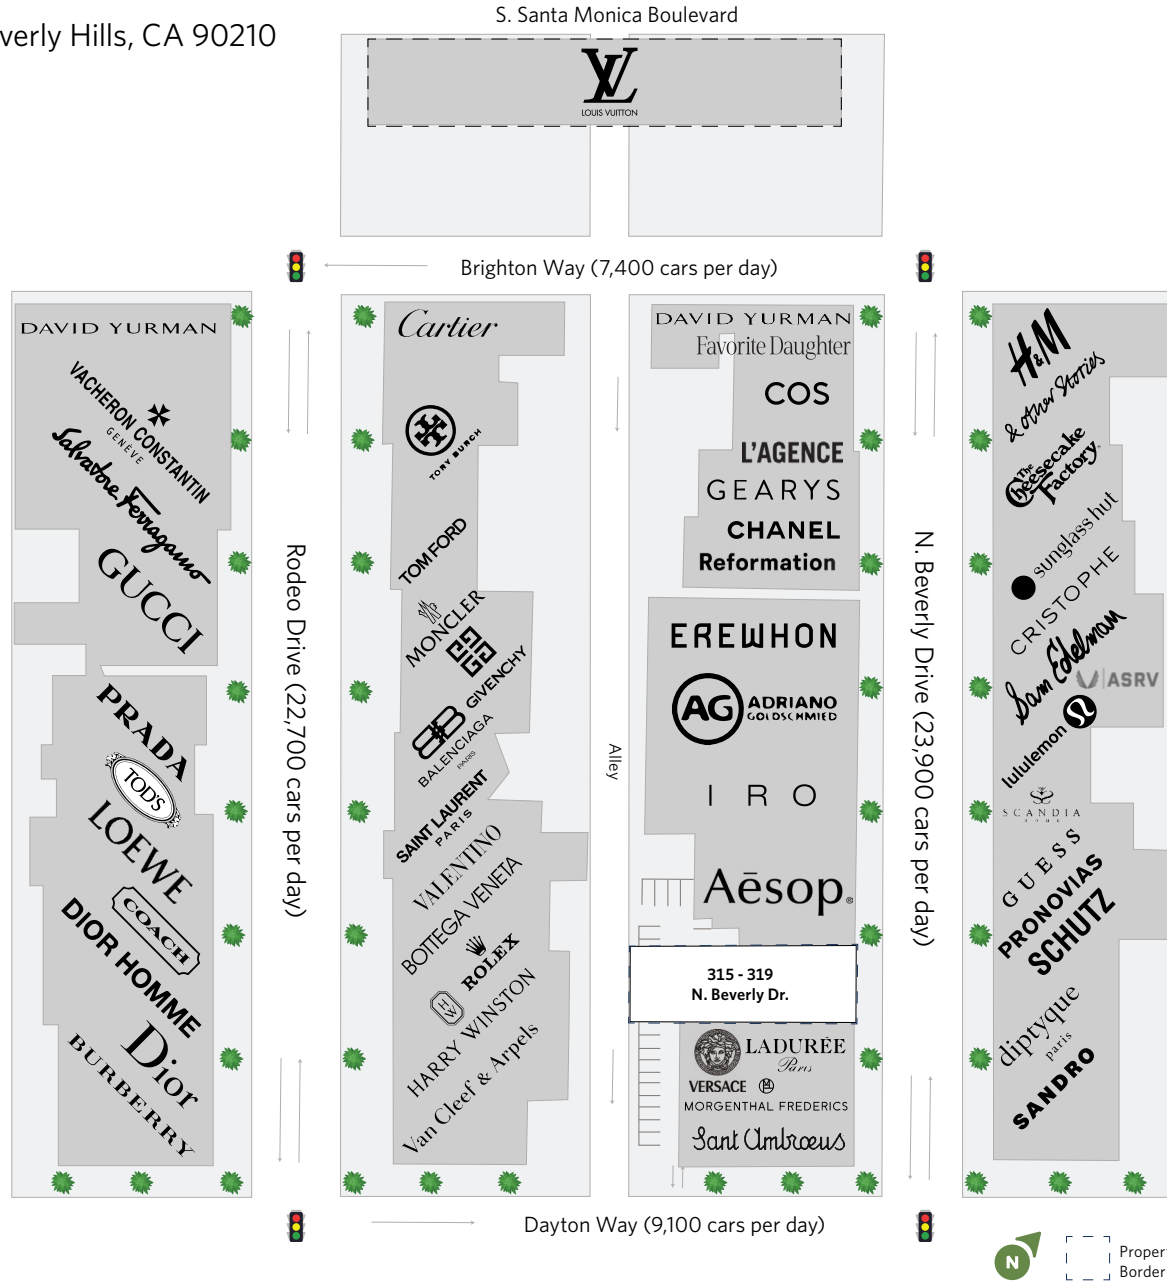 verly Hills, CA 90210
S. Santa Monica Boulevard
LV
LOUIS VUITTON
Brighton Way (7,400 cars per day)
DAVID YURMAN
VACHERON CONSTANTIN
GENÈVE
Salvatore Ferragamo
GUCCI
PRADA
TOD'S
LOEWE
COACH
DIOR HOMME
Dior
BURBERRY
Rodeo Drive (22,700 cars per day)
Cartier
TORY BURCH
TOM FORD
MONCLER
GIVENCHY
BB
BALENCIAGA
PARIS
SAINT LAURENT
PARIS
VALENTINO
BOTTEGA VENETA
ROLEX
HW
HARRY WINSTON
Van Cleef & Arpels
Alley
DAVID YURMAN
Favorite Daughter
COS
L'AGENCE
GEARYS
CHANEL
Reformation
EREWHON
AG ADRIANO
GOLDSCHMIED
IRO
Aēsop®
315 - 319
N. Beverly Dr.
LADURÉE
Paris
VERSACE
MORGENTHAL FREDERICS
Sant Ambrœus
N. Beverly Drive (23,900 cars per day)
H&M
& other Stories
The Cheesecake
Factory
sunglass hut
CRISTOPHE
Sam Edelman
ASRV
lululemon
SCANDIA
HOME
GUESS
PRONOVIAS
SCHUTZ
diptyque
paris
SANDRO
Dayton Way (9,100 cars per day)
N
Proper
Border